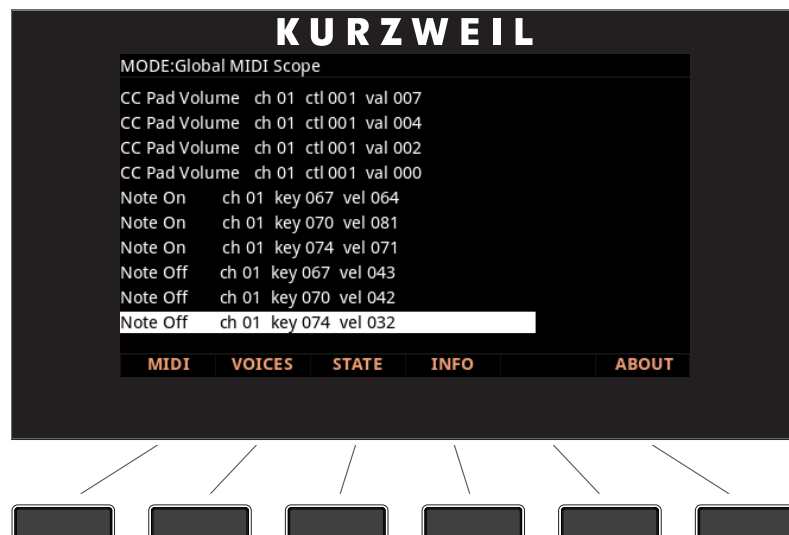 KURZWEIL
MODE:Global MIDI Scope
CC Pad Volume ch 01 ctl 001 val 007
CC Pad Volume ch 01 ctl 001 val 004
CC Pad Volume ch 01 ctl 001 val 002
CC Pad Volume ch 01 ctl 001 val 000
Note On ch 01 key 067 vel 064
Note On ch 01 key 070 vel 081
Note On ch 01 key 074 vel 071
Note Off ch 01 key 067 vel 043
Note Off ch 01 key 070 vel 042
Note Off ch 01 key 074 vel 032
MIDI VOICES STATE INFO ABOUT